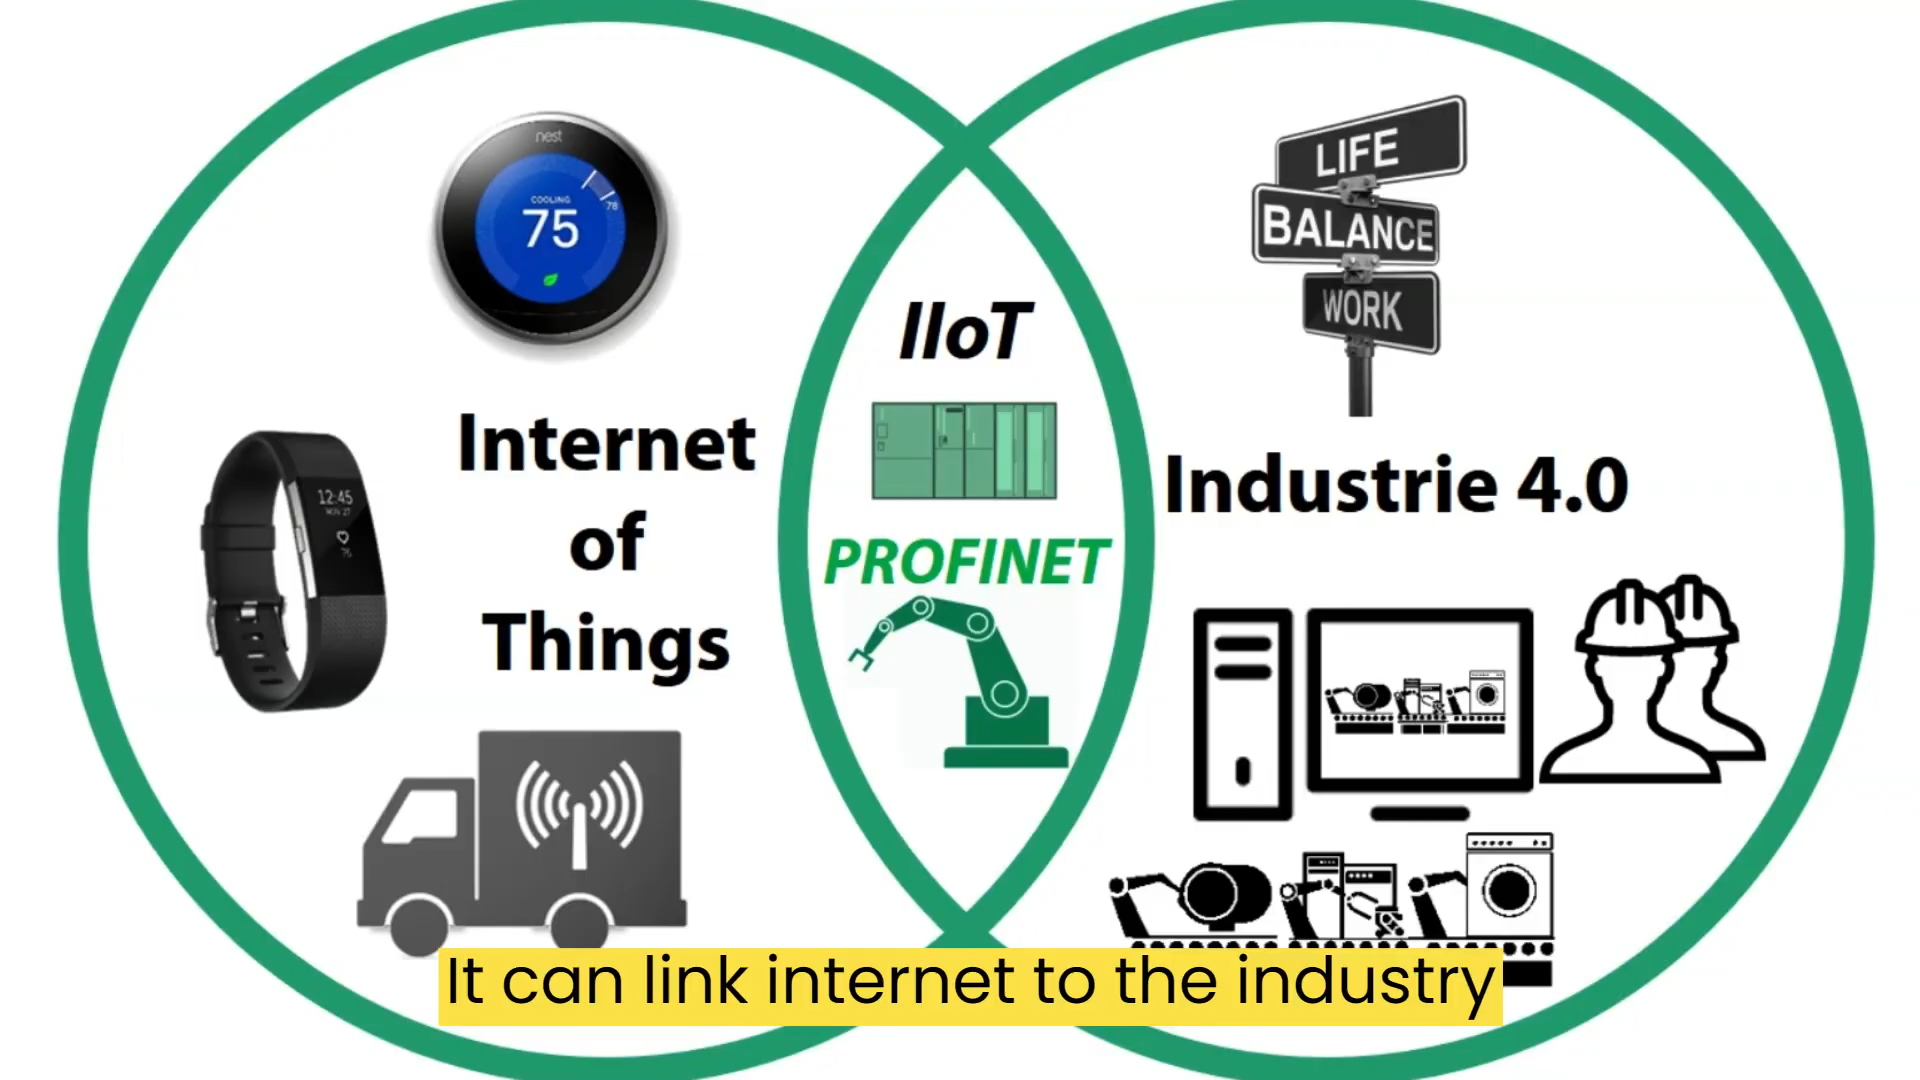 nest
COOLING
75
78
LIFE
BALANCE
WORK
IIoT
Internet
of
Things
12:45
Industrie 4.0
PROFINET
It can link internet to the industry